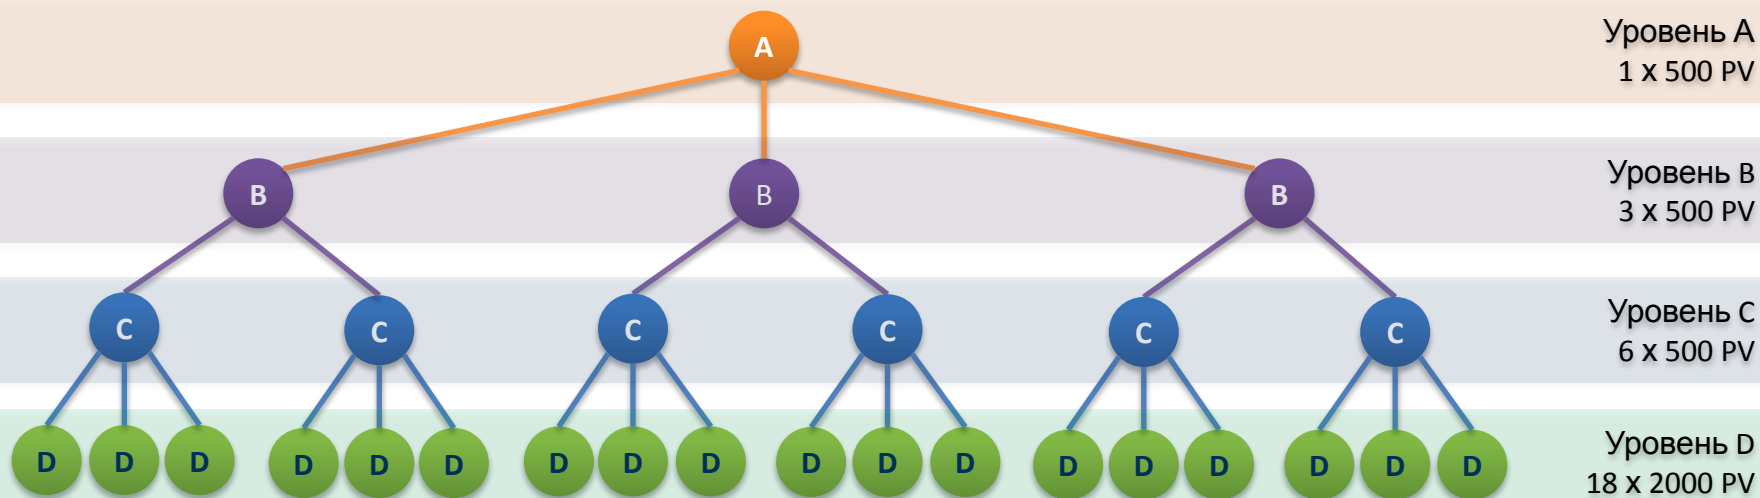 A
Уровень A
1 x 500 PV
B B B
Уровень B
3 x 500 PV
C C C C C C
Уровень C
6 x 500 PV
D D D D D D D D D D D D D D D D D D
Уровень D
18 x 2000 PV